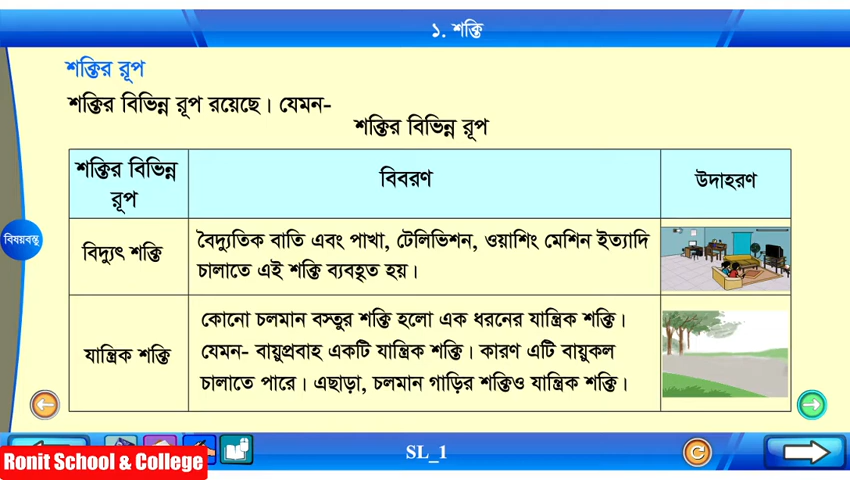 ১. শক্তি
শক্তির রূপ
শক্তির বিভিন্ন রূপ রয়েছে। যেমন-
শক্তির বিভিন্ন রূপ
শক্তির বিভিন্ন
রূপ
বিবরণ
উদাহরণ
বিদ্যুৎ শক্তি
বৈদ্যুতিক বাতি এবং পাখা, টেলিভিশন, ওয়াশিং মেশিন ইত্যাদি
চালাতে এই শক্তি ব্যবহৃত হয়।
যান্ত্রিক শক্তি
কোনো চলমান বস্তুর শক্তি হলো এক ধরনের যান্ত্রিক শক্তি।
যেমন- বায়ুপ্রবাহ একটি যান্ত্রিক শক্তি। কারণ এটি বায়ুকল
চালাতে পারে। এছাড়া, চলমান গাড়ির শক্তিও যান্ত্রিক শক্তি।
বিষয়বস্তু
SL_1
Ronit School & College